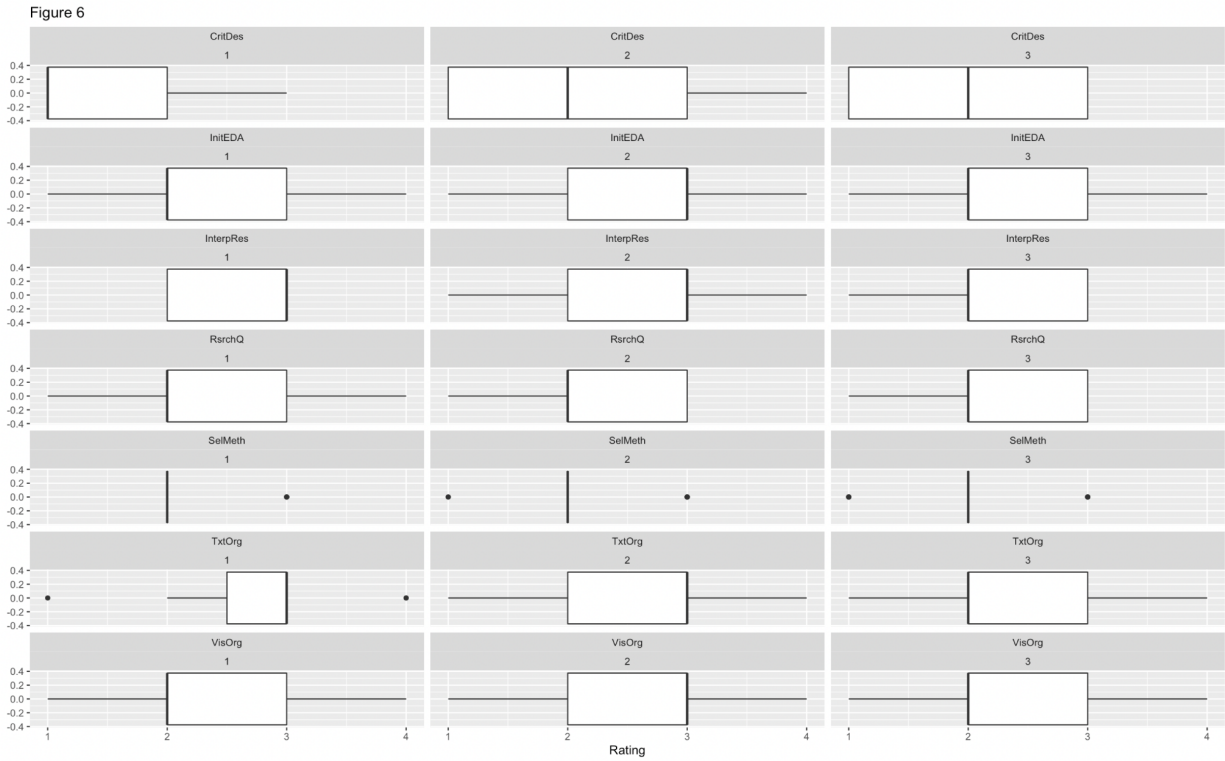 Figure 6
CritDes CritDes CritDes
1 2 3
0.4
0.2
0.0
-0.2
-0.4
InitEDA InitEDA InitEDA
1 2 3
0.4
0.2
0.0
-0.2
-0.4
InterpRes InterpRes InterpRes
1 2 3
0.4
0.2
0.0
-0.2
-0.4
RsrchQ RsrchQ RsrchQ
1 2 3
0.4
0.2
0.0
-0.2
-0.4
SelMeth SelMeth SelMeth
1 2 3
0.4
0.2
0.0
-0.2
-0.4
TxtOrg TxtOrg TxtOrg
1 2 3
0.4
0.2
0.0
-0.2
-0.4
VisOrg VisOrg VisOrg
1 2 3
0.4
0.2
0.0
-0.2
-0.4
1 2 3 4 1 2 3 4 1 2 3 4
Rating